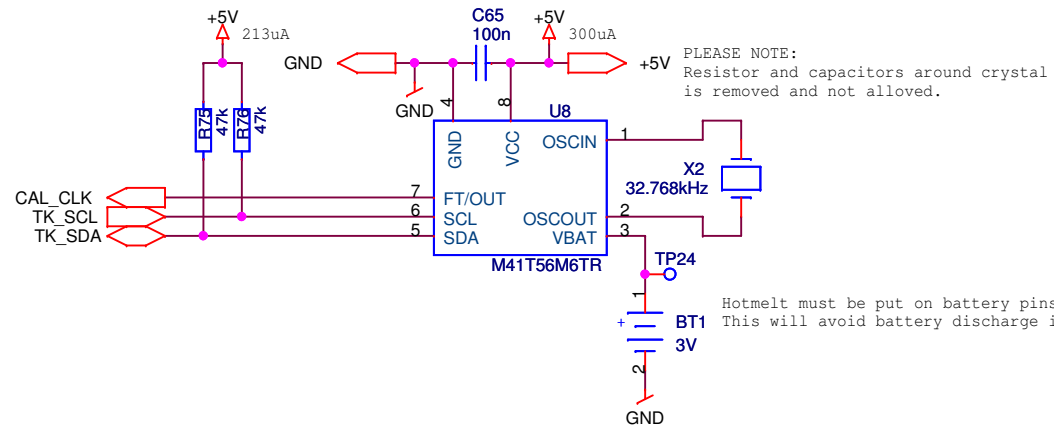 +5V
213uA
C65
100n
+5V
300uA
GND
+5V
PLEASE NOTE:
Resistor and capacitors around crystal
is removed and not alloved.
GND
4
8
U8
R75
47k
R76
47k
GND
VCC
OSCIN
1
X2
32.768kHz
CAL_CLK
7
FT/OUT
TK_SCL
6
SCL
OSCOUT
2
TK_SDA
5
SDA
VBAT
3
M41T56M6TR
TP24
1
Hotmelt must be put on battery pins
+
BT1
This will avoid battery discharge i
3V
2
GND